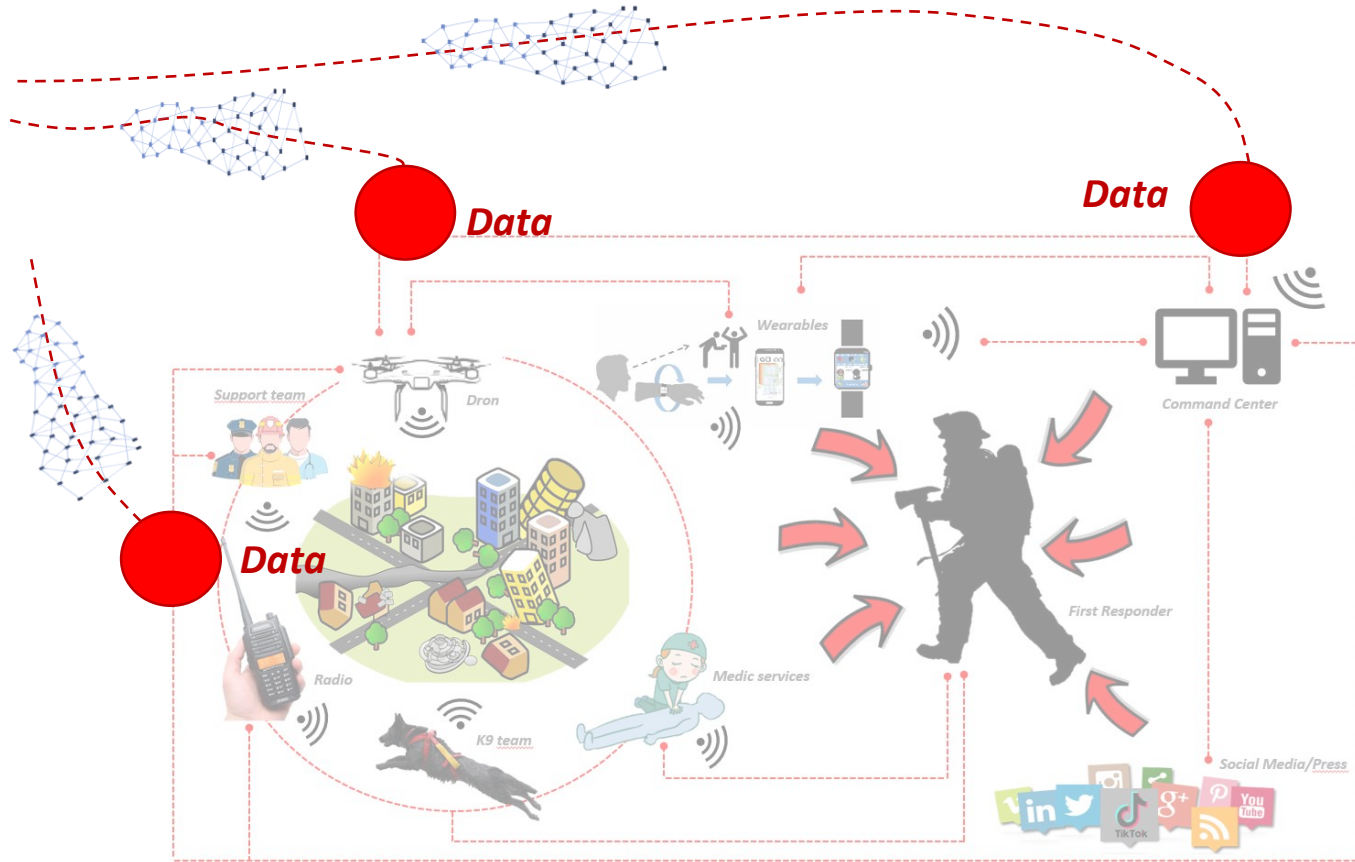 Data
Data
Wearables
Support team
Dron
Command Center
Data
First Responder
Radio
Medic services
K9 team
Social Media/Press
in
g+
You
Tube
TikTok